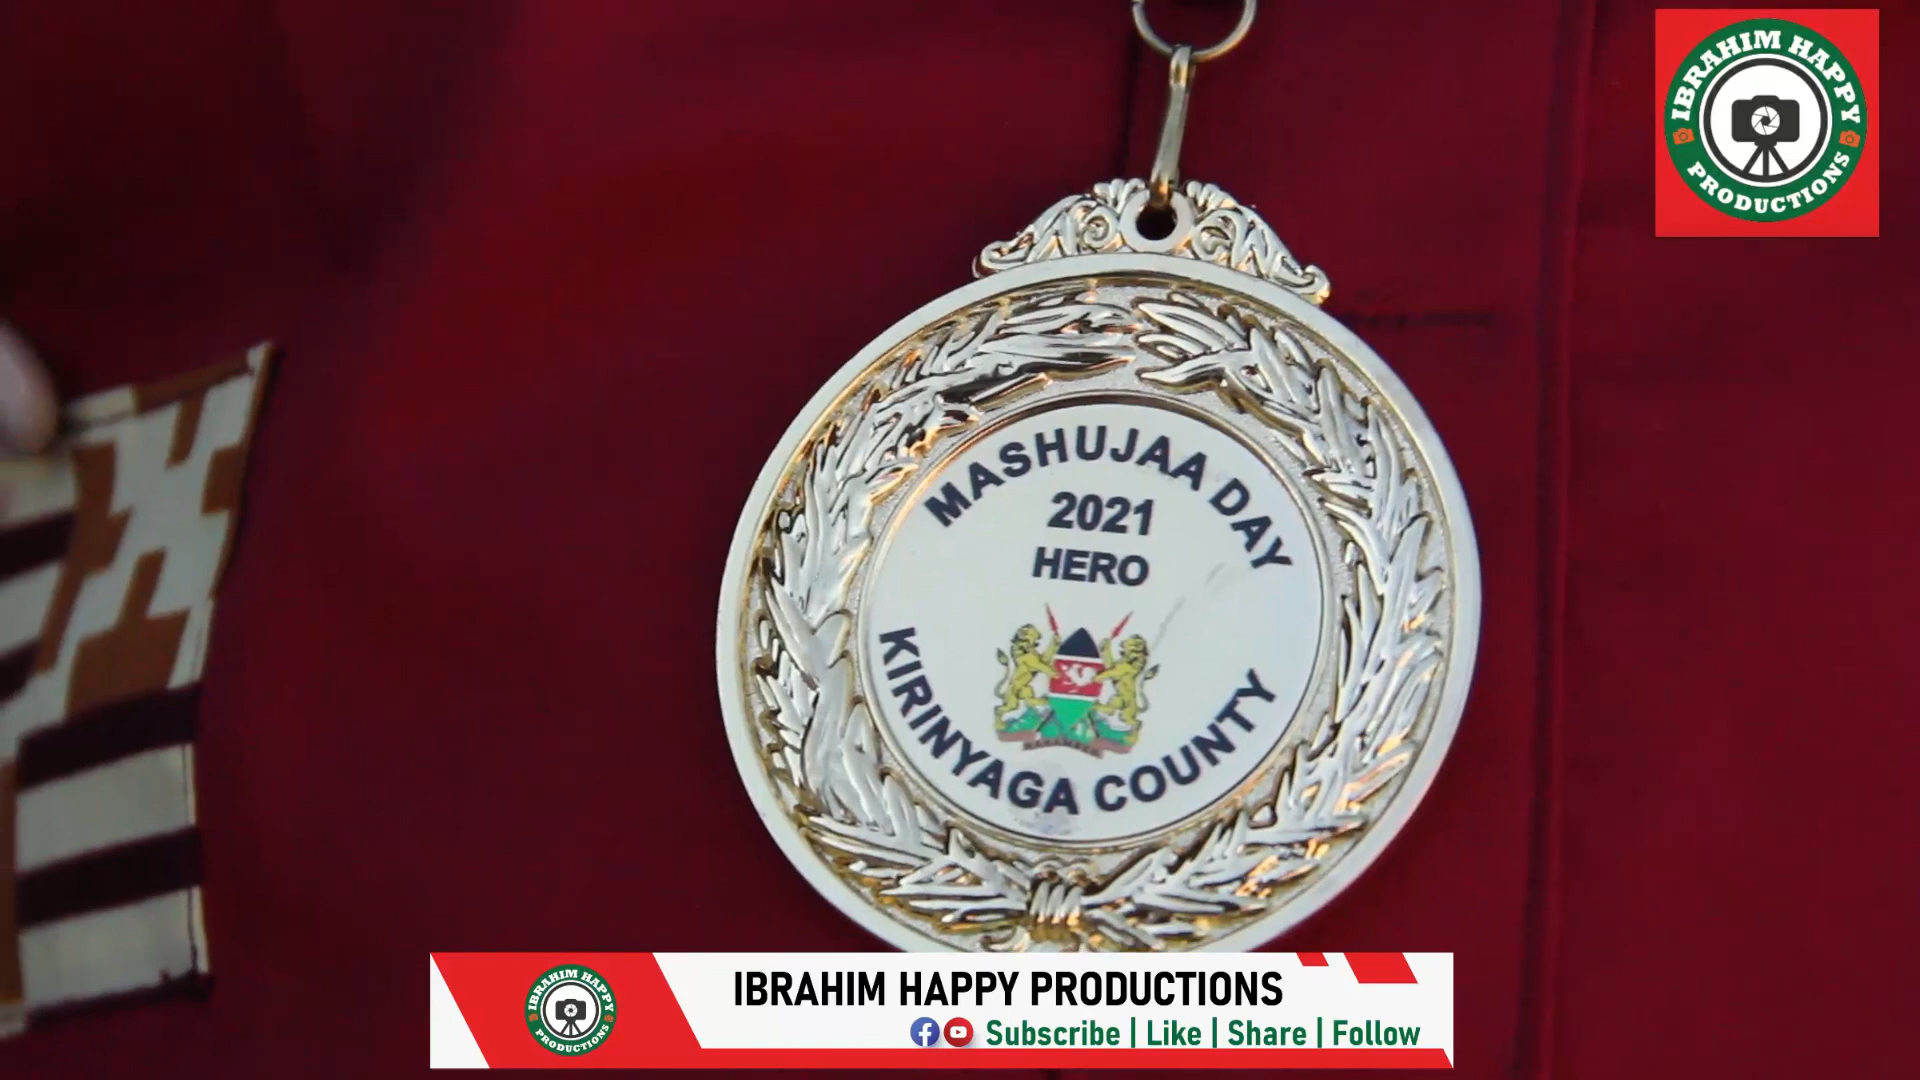 IBRAHIM HAPPY
PRODUCTIONS
MASHUJAA DAY
2021
HERO
KIRINYAGA COUNTY
IBRAHIM HAPPY
PRODUCTIONS
IBRAHIM HAPPY PRODUCTIONS
Subscribe | Like | Share | Follow